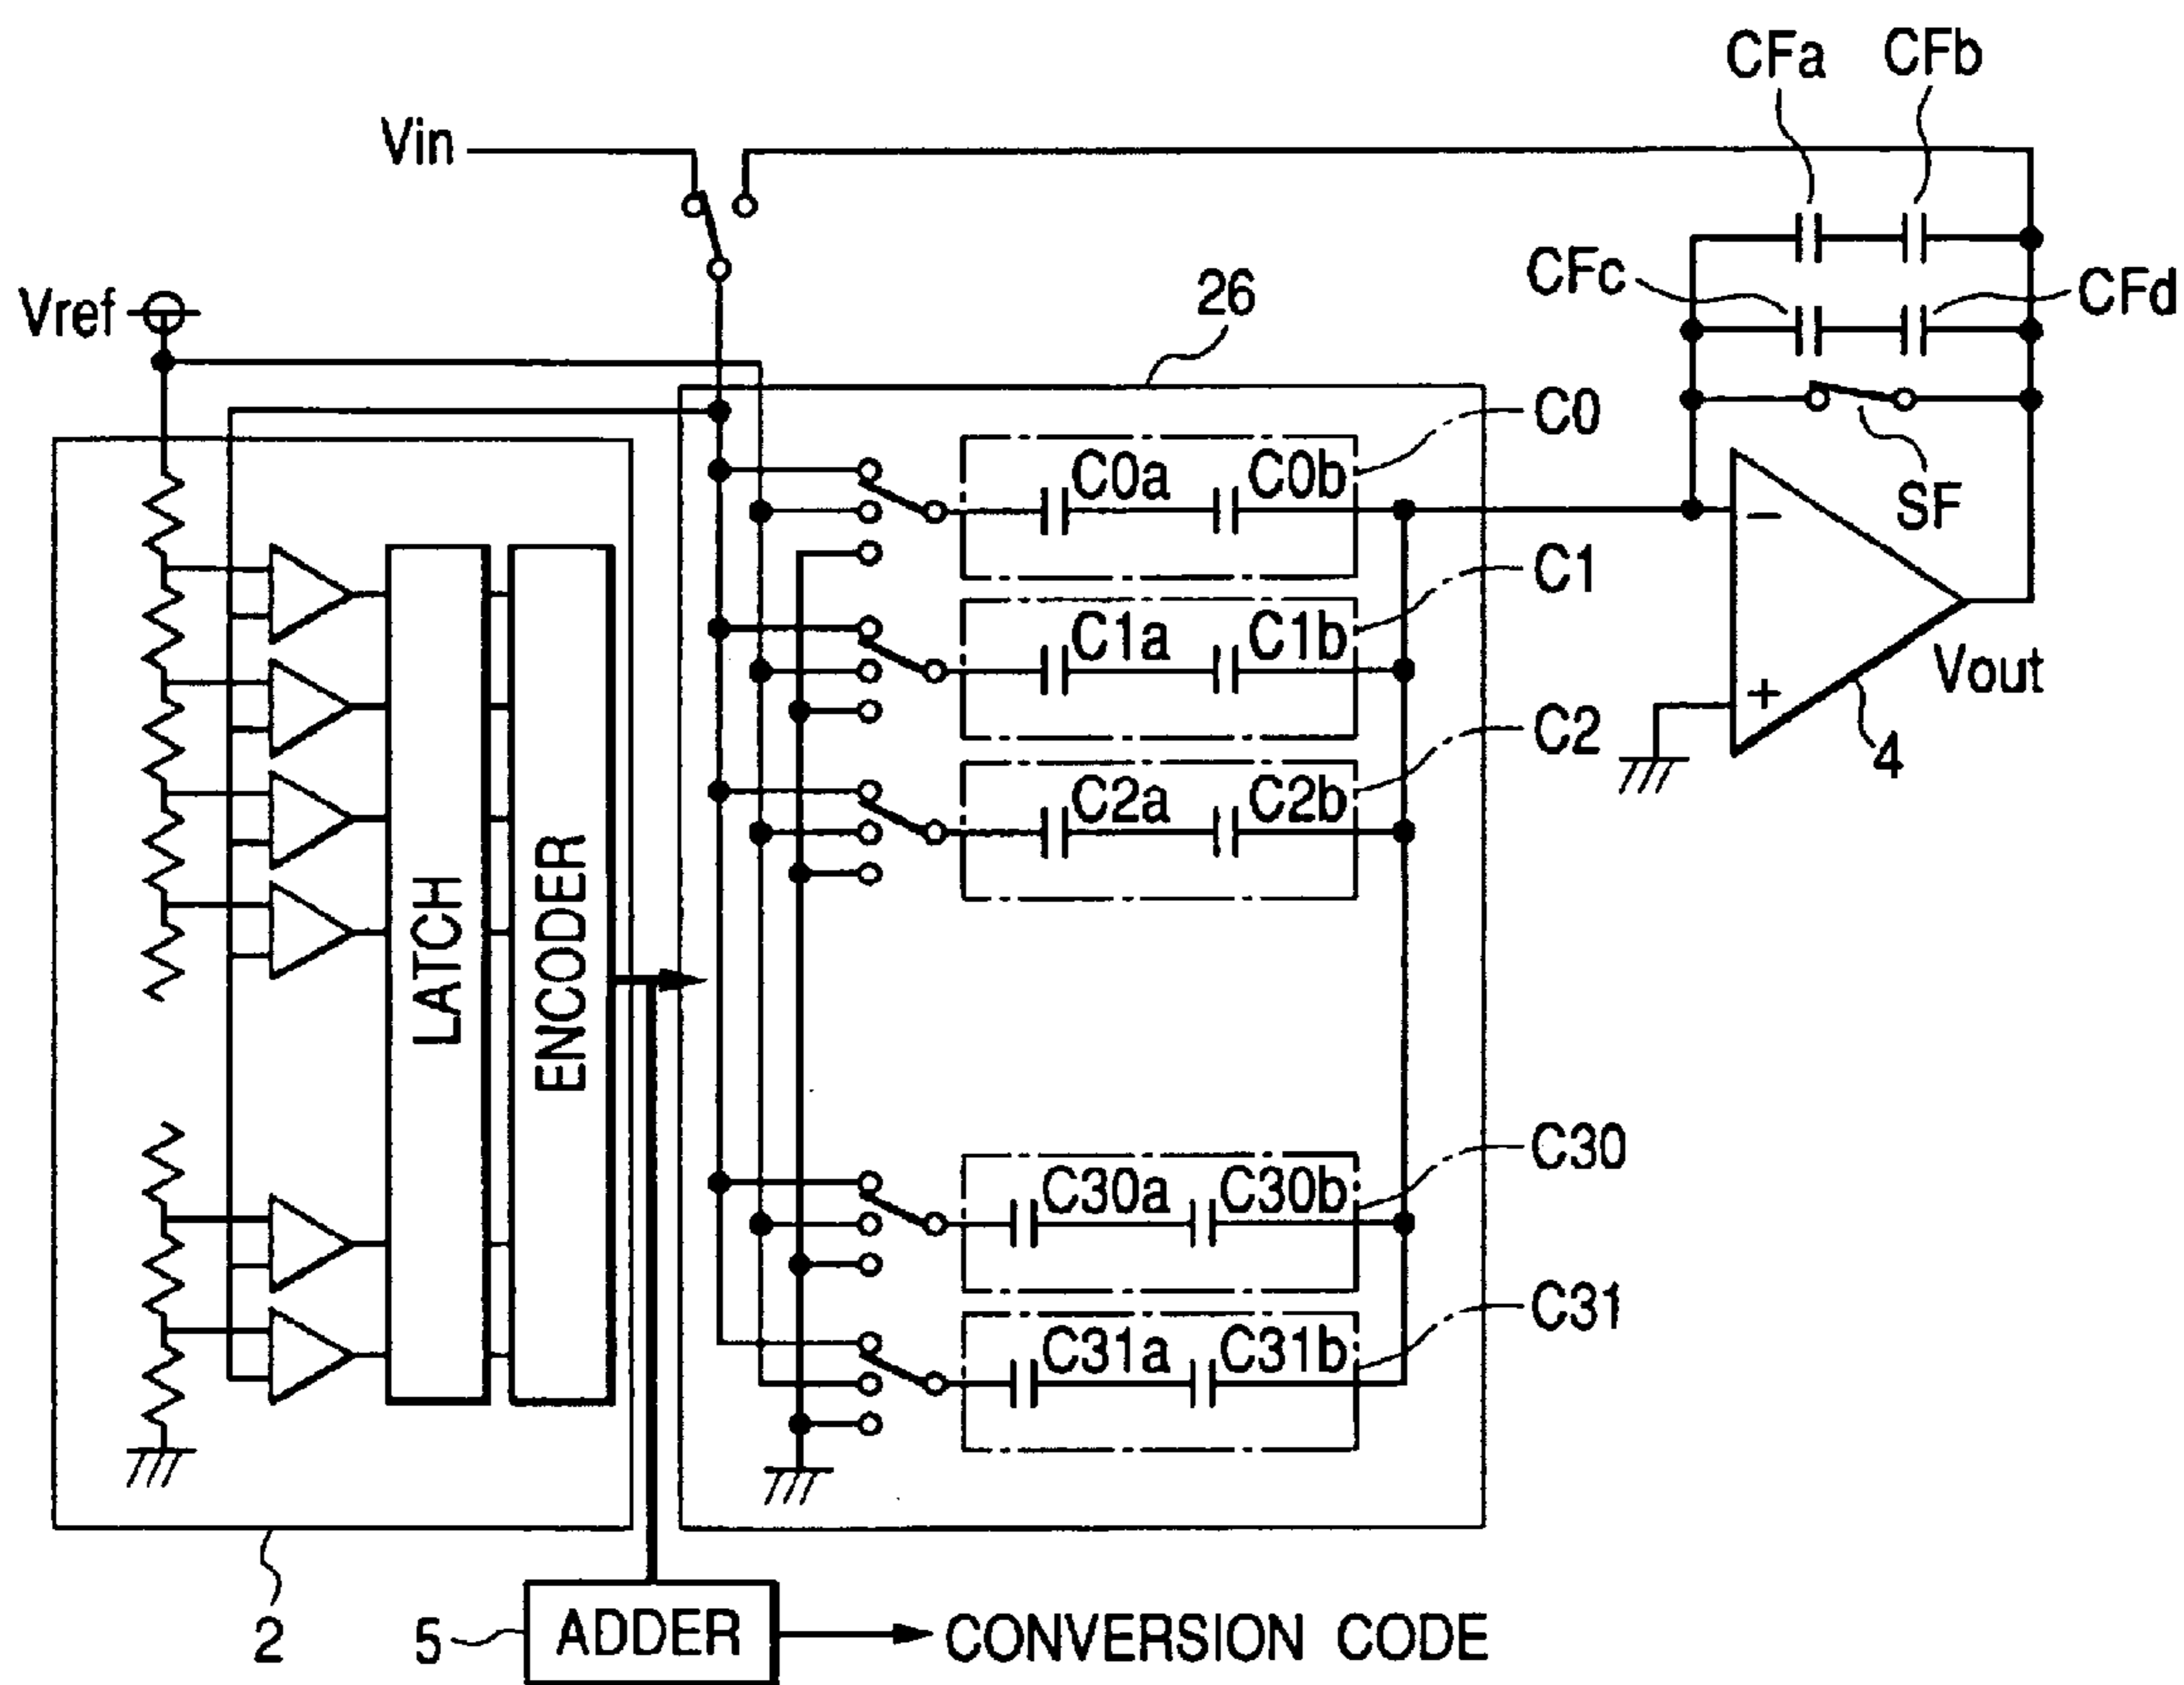 CFa CFb
Vin
CFc CFd
26
Vref
C0
C0a C0b
SF
−
C1
C1a C1b
Vout
+
C2
4
C2a C2b
LATCH
ENCODER
C30
C30a C30b
C31
C31a C31b
2
5
ADDER
CONVERSION CODE